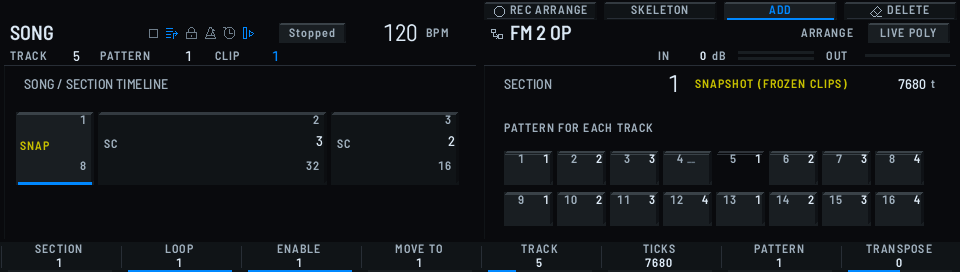 REC ARRANGE SKELETON ADD DELETE
SONG Stopped 120 BPM FM 2 OP ARRANGE LIVE POLY
TRACK 5 PATTERN 1 CLIP 1 IN 0 dB OUT
SONG / SECTION TIMELINE
SECTION 1 SNAPSHOT (FROZEN CLIPS) 7680 t
1 2 3
SNAP SC 3 SC 2
8 32 16
PATTERN FOR EACH TRACK
1 1 2 2 3 3 4 __ 5 1 6 2 7 3 8 4
9 1 10 2 11 3 12 4 13 1 14 2 15 3 16 4
SECTION LOOP ENABLE MOVE TO TRACK TICKS PATTERN TRANSPOSE
1 1 1 1 5 7680 1 0